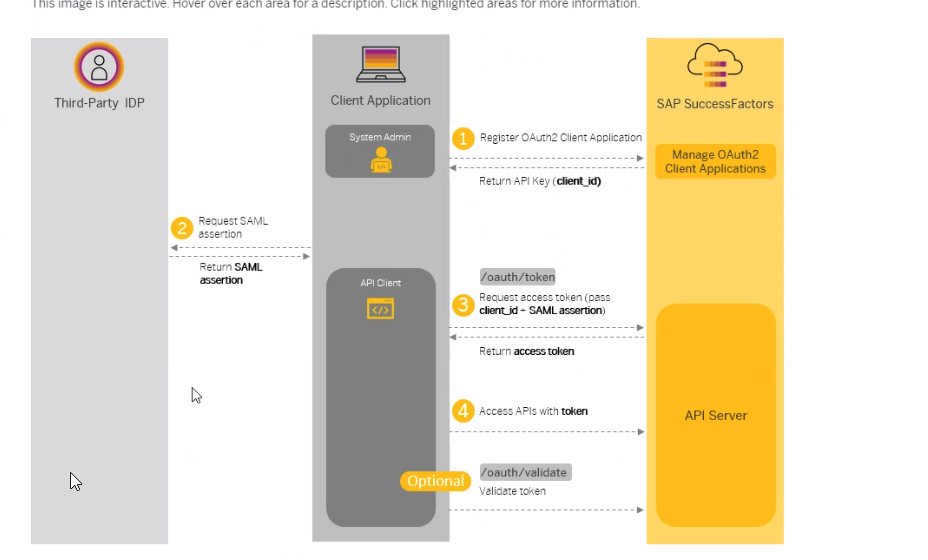 This image is interactive. Hover over each area for a description. Click highlighted areas for more information.
Third-Party IDP
Client Application
SAP SuccessFactors
System Admin
1
Register OAuth2 Client Application
Manage OAuth2
Client Applications
Return API Key (client_id)
2
Request SAML
assertion
Return SAML
assertion
API Client
</>
/oauth/token
3
Request access token (pass
client_id + SAML assertion)
Return access token
4
Access APIs with token
API Server
Optional
/oauth/validate
Validate token